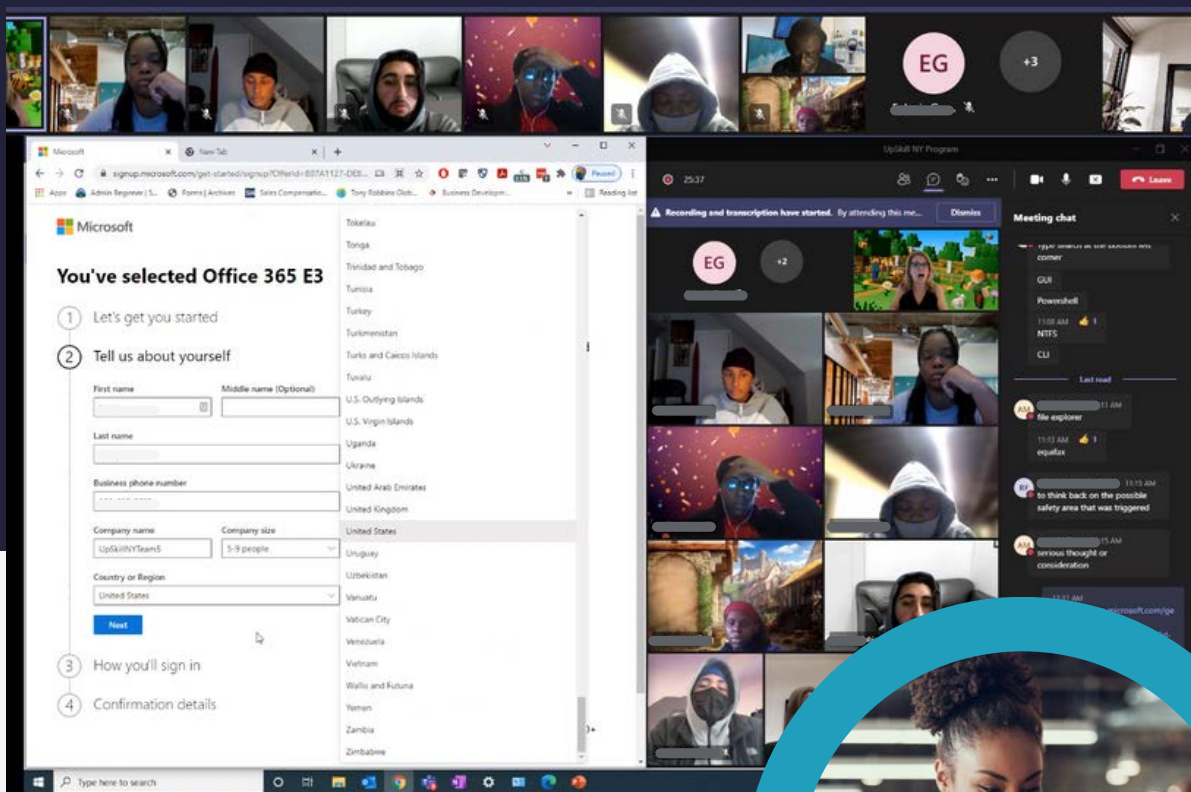 EG
+3
Microsoft
New Tab
signup.microsoft.com/get-started/signup?OfferId=B07A1127-DE8...
Paused
Apps
Admin Beginner | S...
Forms | Archives
Sales Compensatio...
Tony Robbins Glob...
Business Developm...
Reading list
Microsoft
You've selected Office 365 E3
1 Let's get you started
2 Tell us about yourself
First name
Middle name (Optional)
Last name
Business phone number
Company name
Company size
UpSkillNYTeam5
5-9 people
Country or Region
United States
Next
3 How you'll sign in
4 Confirmation details
Tokelau
Tonga
Trinidad and Tobago
Tunisia
Turkey
Turkmenistan
Turks and Caicos Islands
Tuvalu
U.S. Outlying Islands
U.S. Virgin Islands
Uganda
Ukraine
United Arab Emirates
United Kingdom
United States
Uruguay
Uzbekistan
Vanuatu
Vatican City
Venezuela
Vietnam
Wallis and Futuna
Yemen
Zambia
Zimbabwe
Type here to search
UpSkill NY Program
25:37
Leave
Recording and transcription have started. By attending this me...
Dismiss
EG
+2
Meeting chat
Type search at the bottom left
corner
GUI
Powershell
11:08 AM 👍 1
NTFS
CLI
Last read
AM
11 AM
file explorer
11:13 AM 👍 1
equifax
RF
11:15 AM
to think back on the possible
safety area that was triggered
AM
15 AM
serious thought or
consideration
microsoft.com/ge